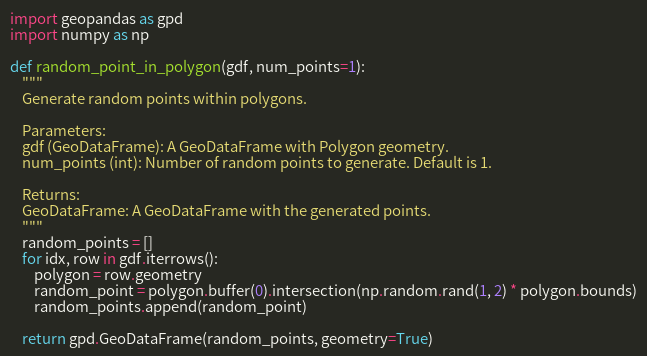 import geopandas as gpd
import numpy as np
def random_point_in_polygon(gdf, num_points=1):
"""
Generate random points within polygons.
Parameters:
gdf (GeoDataFrame): A GeoDataFrame with Polygon geometry.
num_points (int): Number of random points to generate. Default is 1.
Returns:
GeoDataFrame: A GeoDataFrame with the generated points.
"""
random_points = []
for idx, row in gdf.iterrows():
polygon = row.geometry
random_point = polygon.buffer(0).intersection(np.random.rand(1, 2) * polygon.bounds)
random_points.append(random_point)
return gpd.GeoDataFrame(random_points, geometry=True)